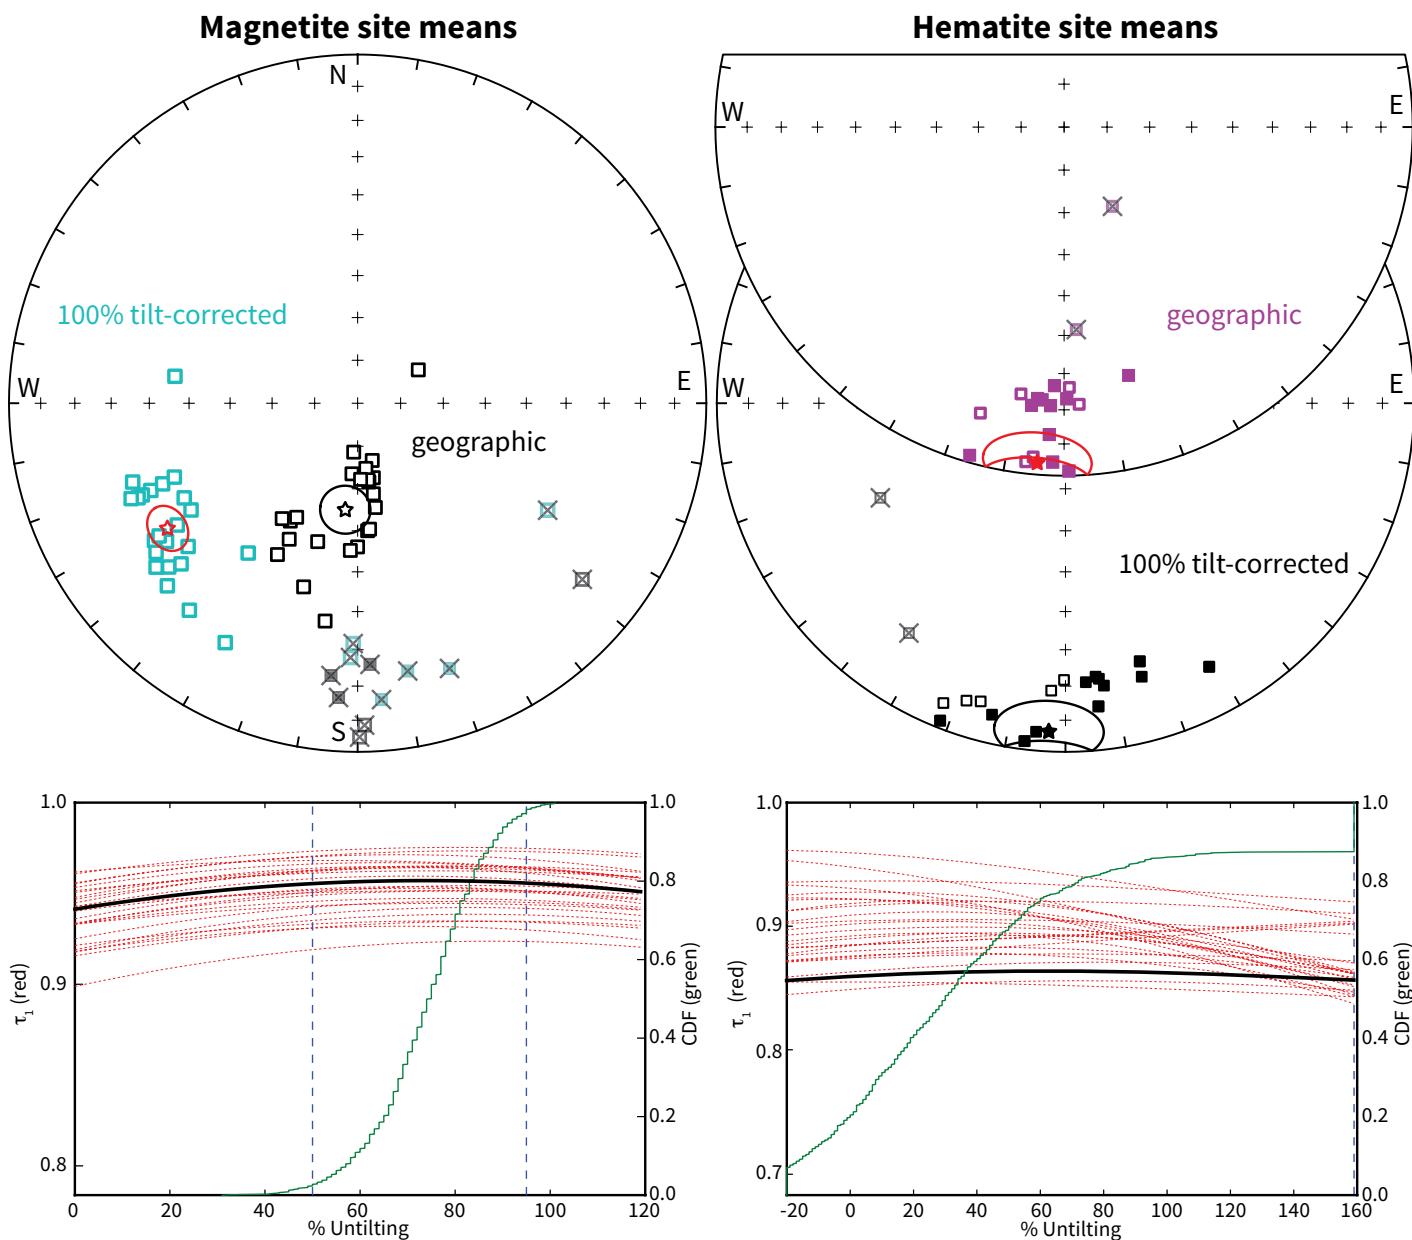 Magnetite site means
Hematite site means
N
W
E
S
100% tilt-corrected
geographic
W
E
geographic
W
E
100% tilt-corrected
1.0
0.9
0.8
τ1 (red)
1.0
0.8
0.6
0.4
0.2
0.0
CDF (green)
0 20 40 60 80 100 120
% Untilting
1.0
0.9
0.8
0.7
τ1 (red)
1.0
0.8
0.6
0.4
0.2
0.0
CDF (green)
-20 0 20 40 60 80 100 120 140 160
% Untilting